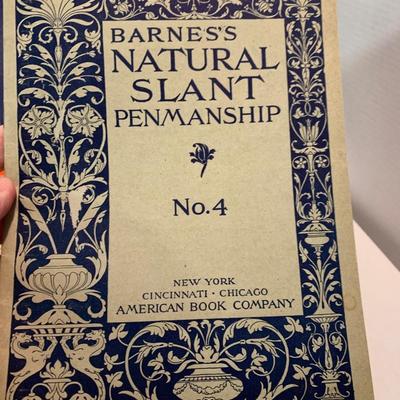 BARNES'S
NATURAL
SLANT
PENMANSHIP
No. 4
NEW YORK
CINCINNATI · CHICAGO
AMERICAN BOOK COMPANY